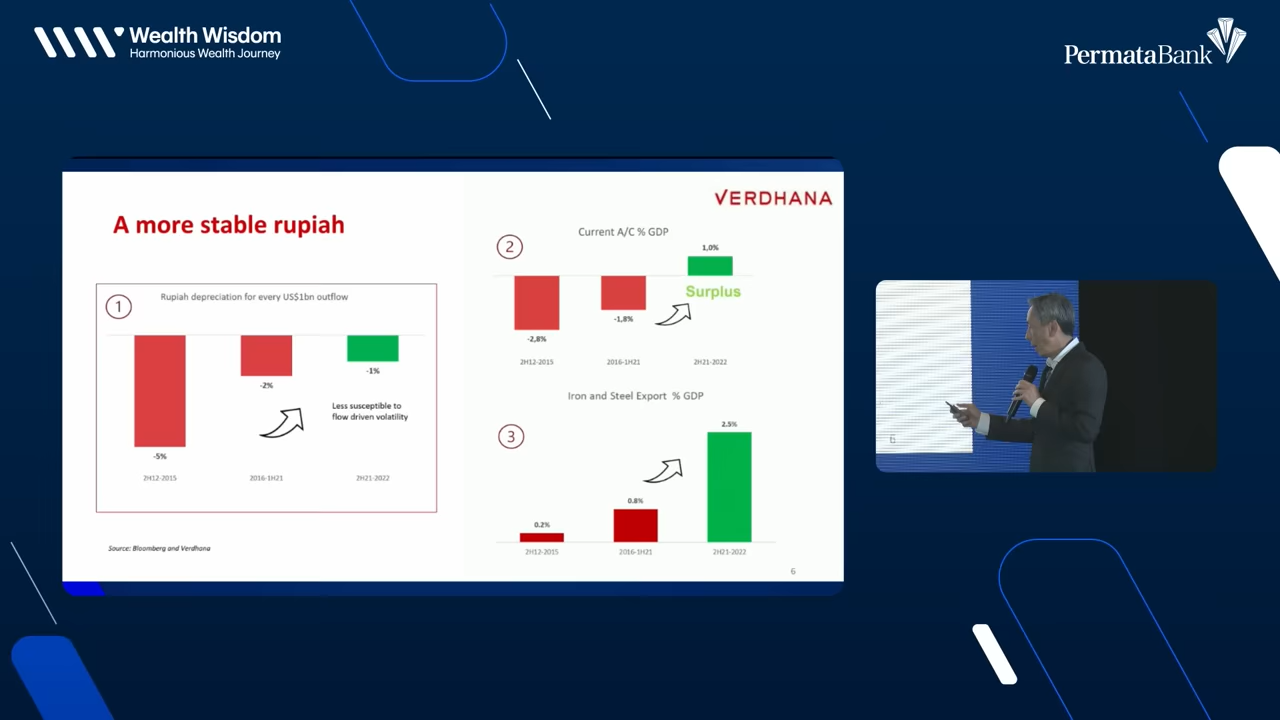 Wealth Wisdom
Harmonious Wealth Journey
PermataBank
VERDHANA
A more stable rupiah
1
Rupiah depreciation for every US$1bn outflow
-5%
-2%
-1%
Less susceptible to
flow driven volatility
2H12-2015
2016-1H21
2H21-2022
Source: Bloomberg and Verdhana
2
Current A/C % GDP
1,0%
Surplus
-1,8%
-2,8%
2H12-2015
2016-1H21
2H21-2022
Iron and Steel Export % GDP
3
2.5%
0.8%
0.2%
2H12-2015
2016-1H21
2H21-2022
6